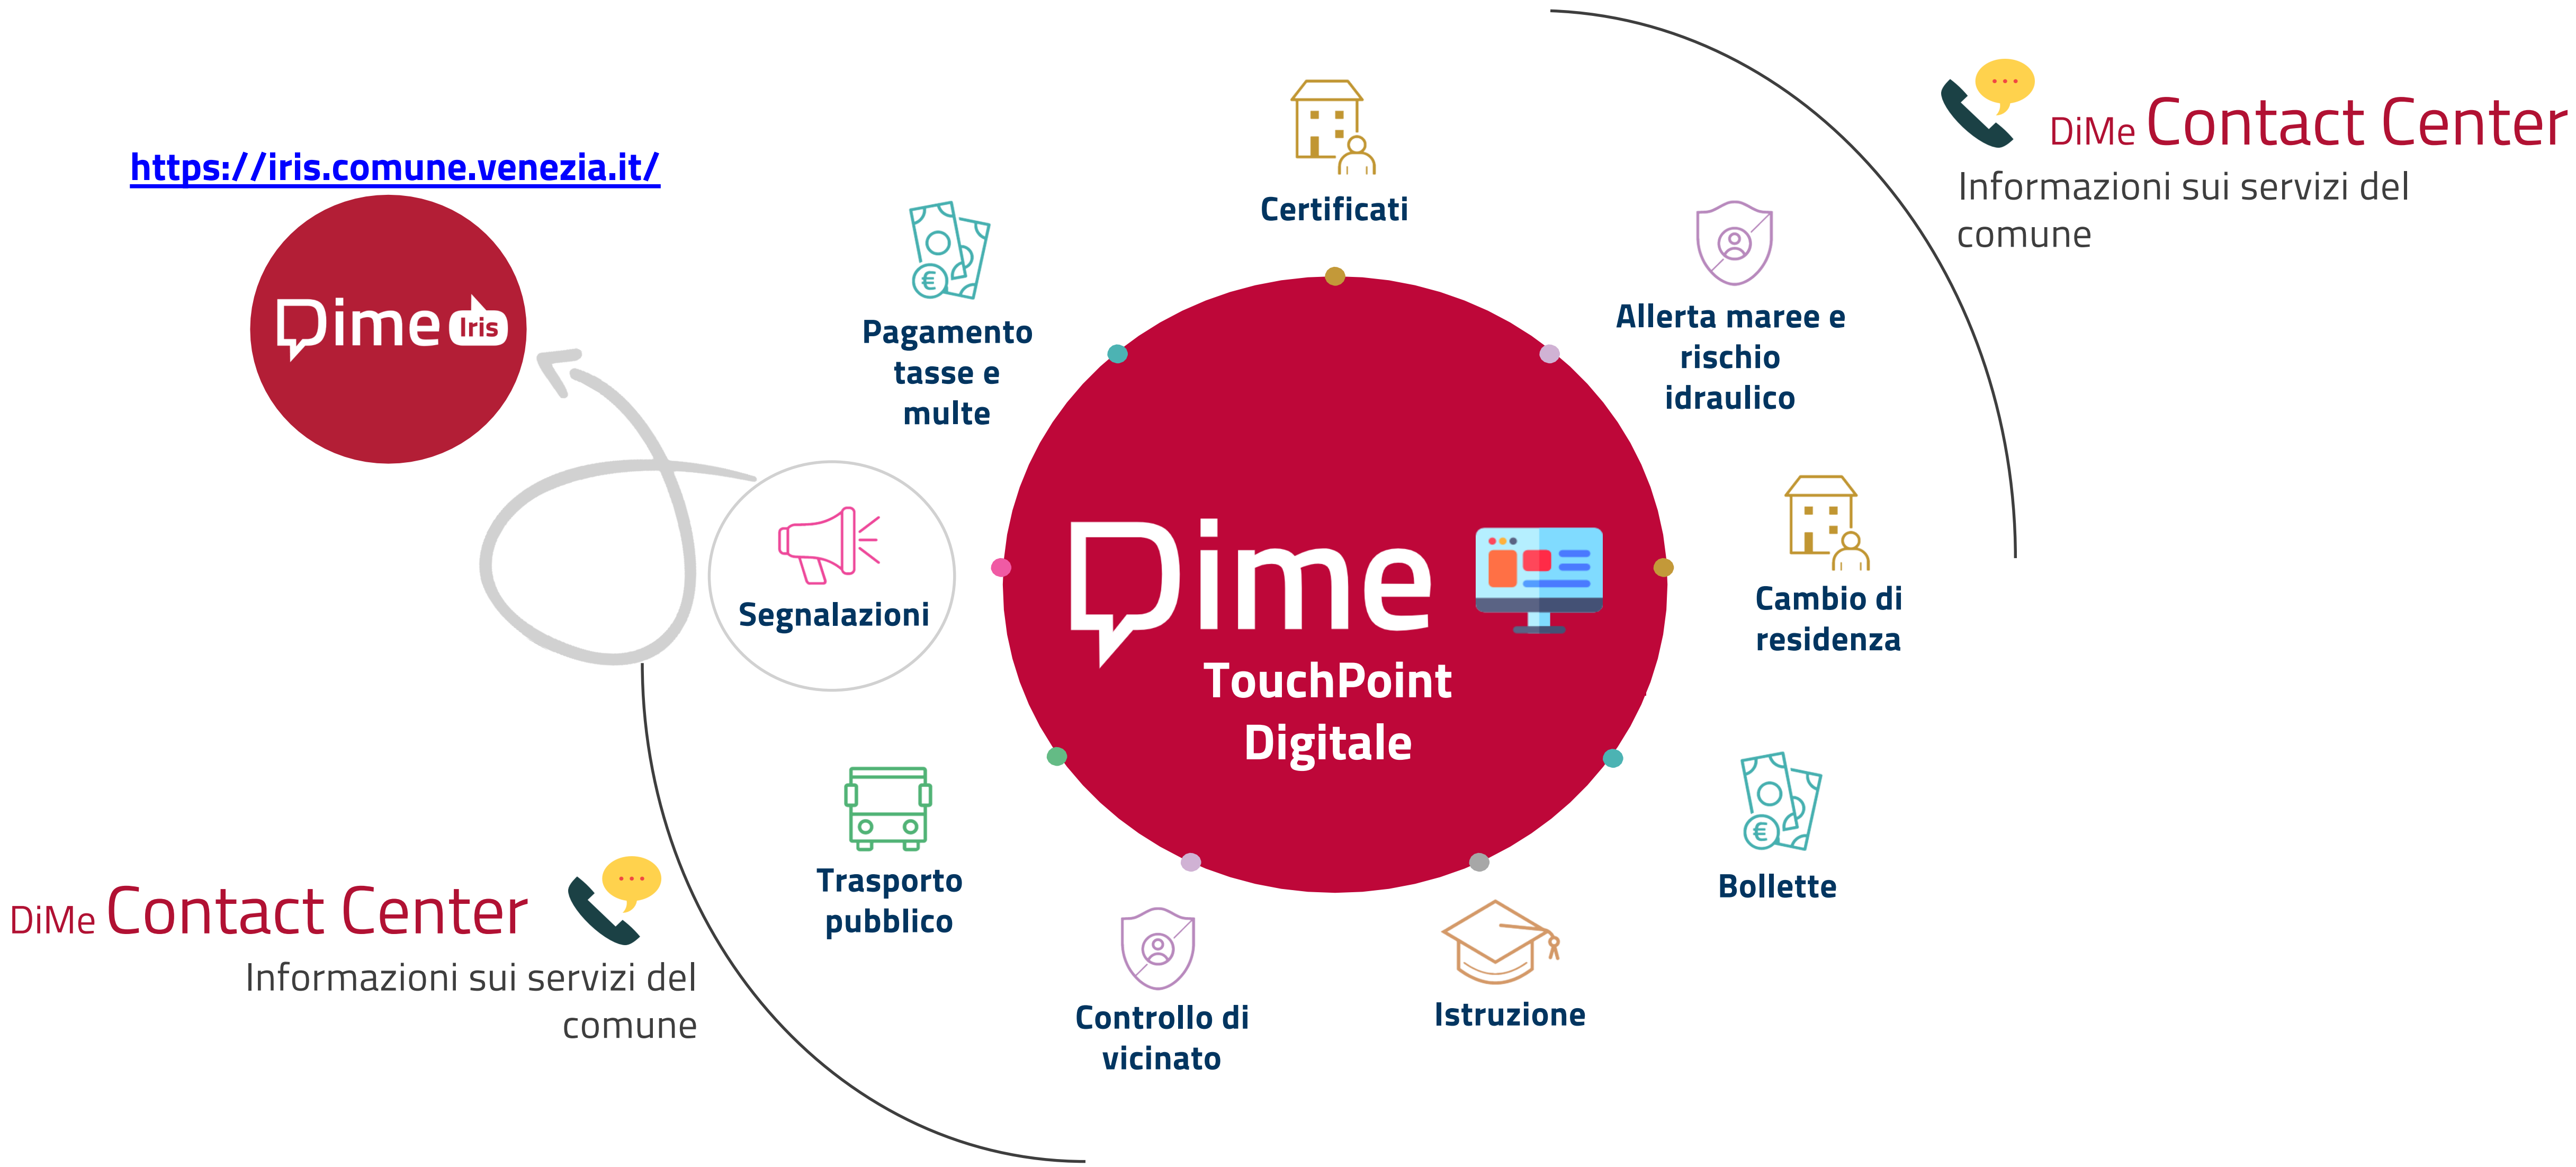 https://iris.comune.venezia.it/
Dime Iris
Certificati
Pagamento
tasse e
multe
Allerta maree e
rischio
idraulico
DiMe Contact Center
Informazioni sui servizi del
comune
Segnalazioni
Dime
TouchPoint
Digitale
Cambio di
residenza
Trasporto
pubblico
Bollette
Controllo di
vicinato
Istruzione
DiMe Contact Center
Informazioni sui servizi del
comune